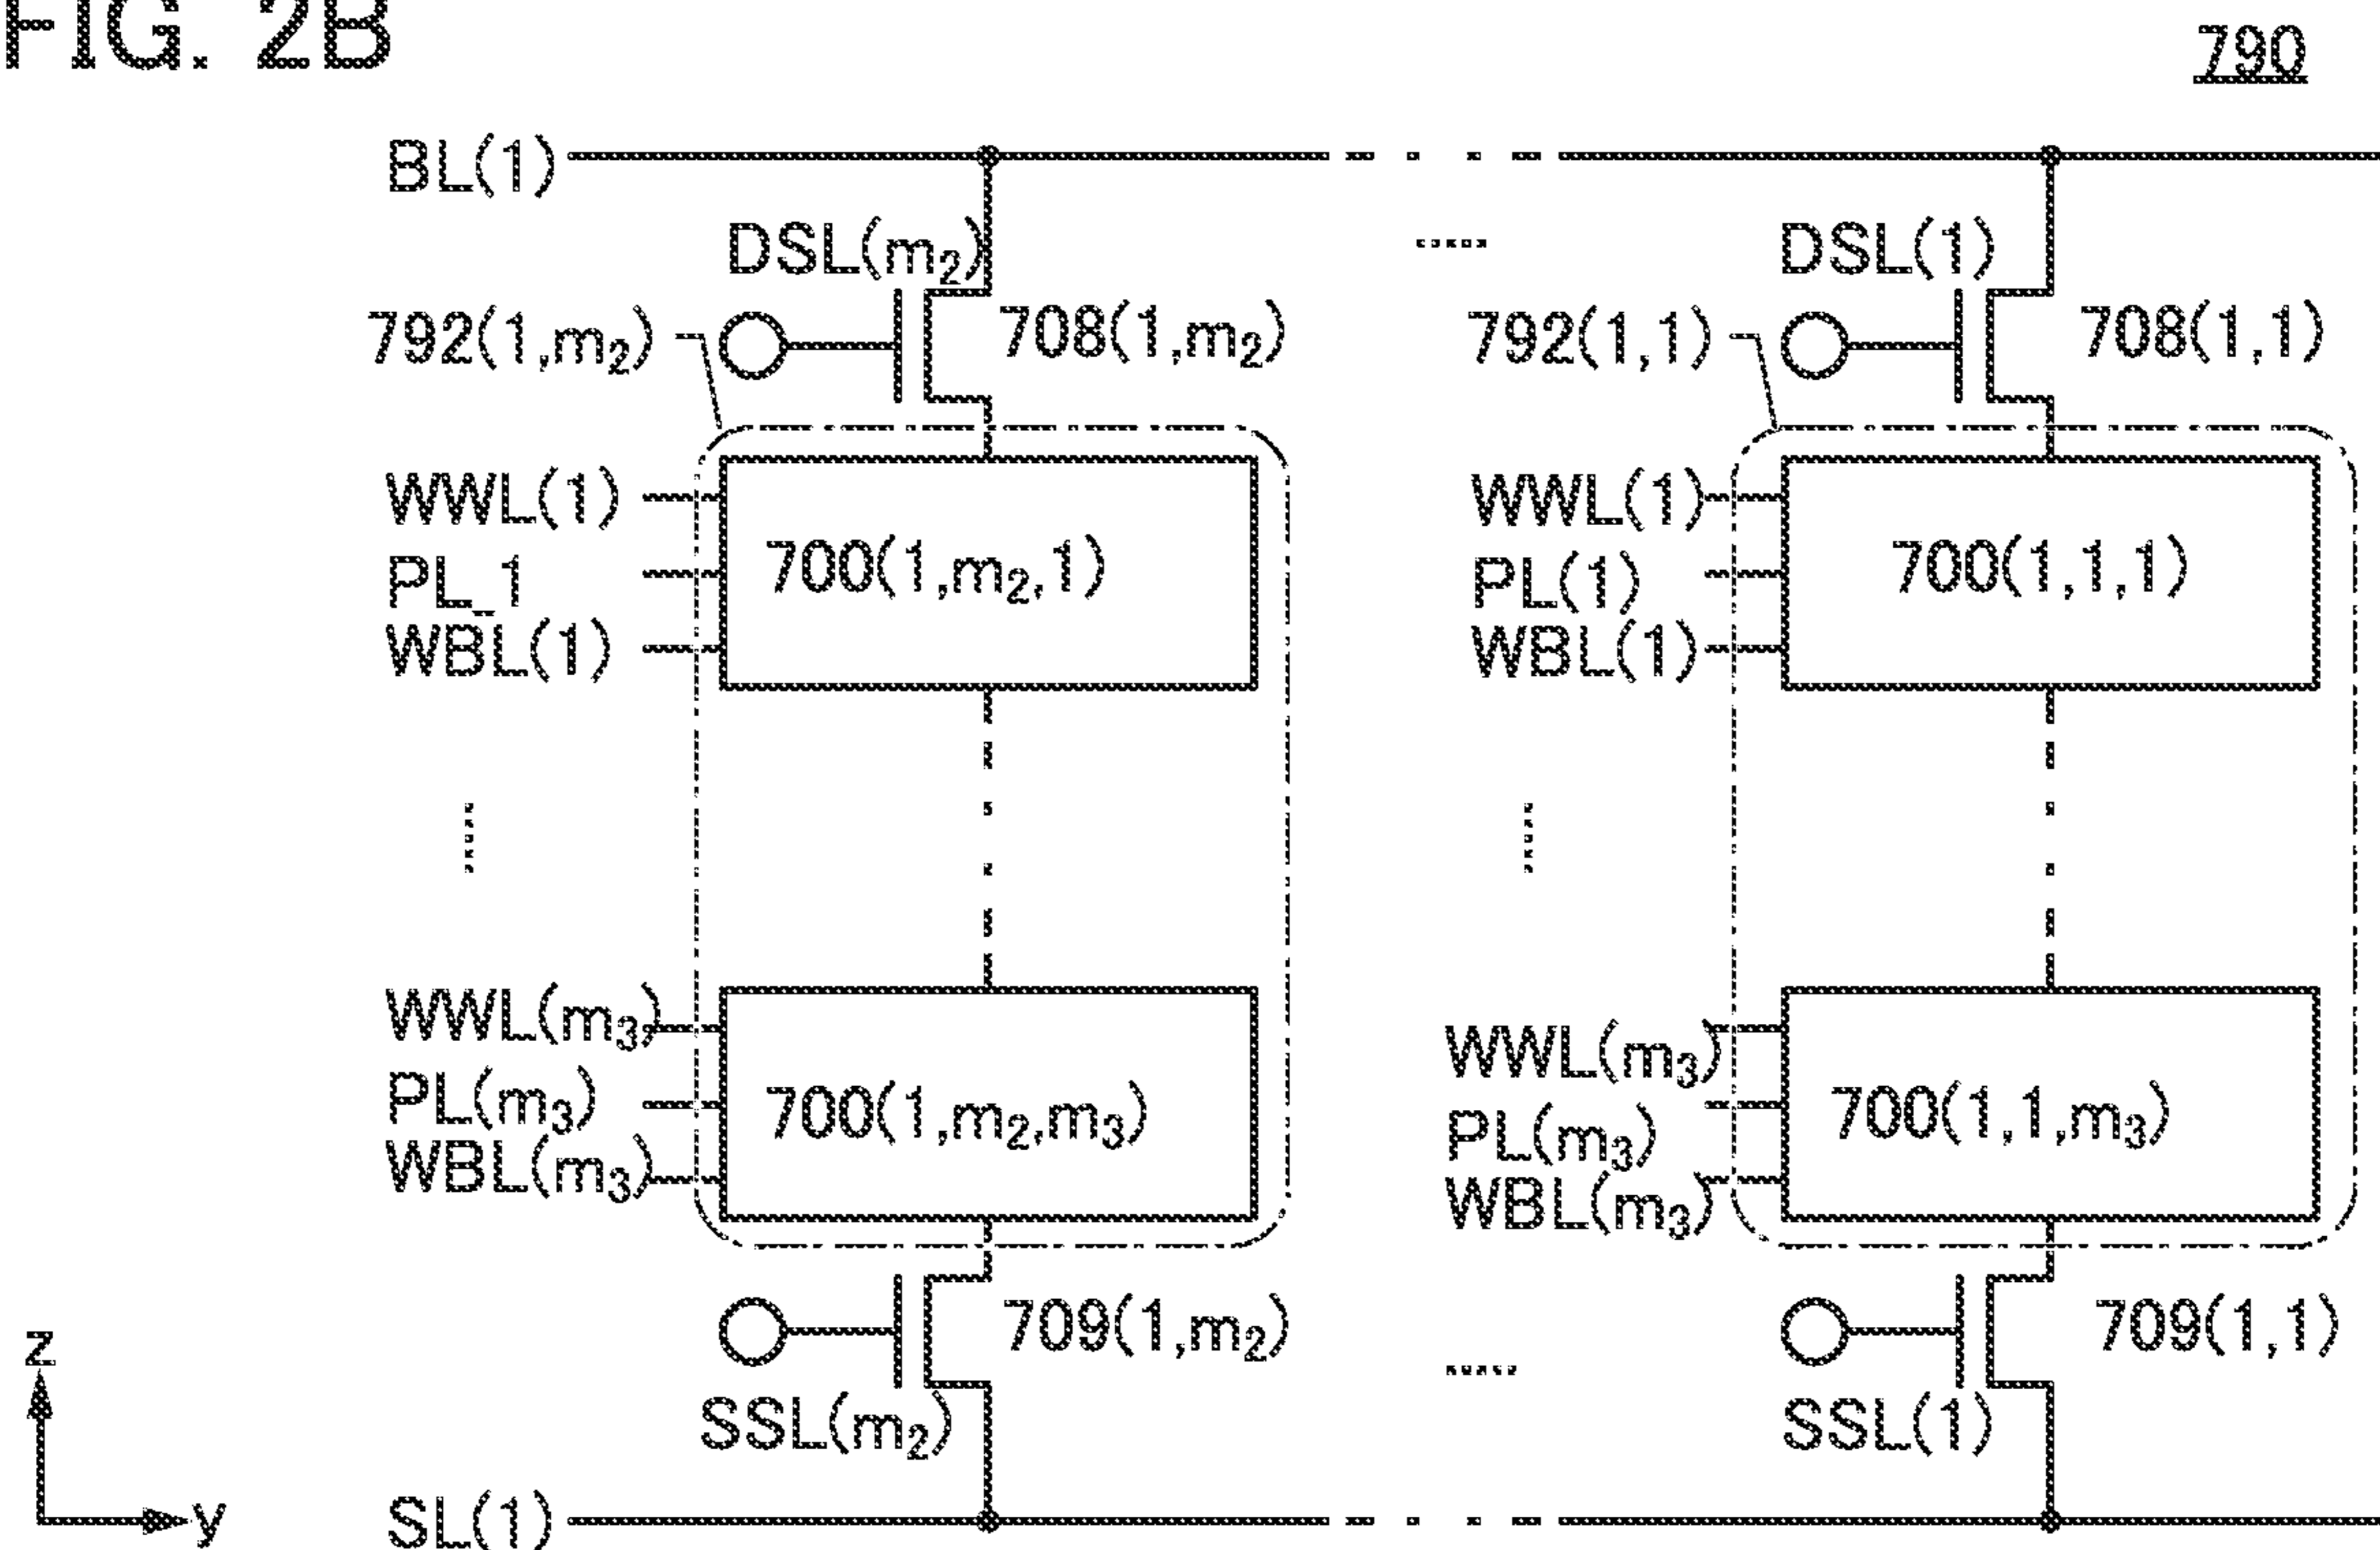 FIG. 2B
790
BL(1)
DSL(m₂)
DSL(1)
792(1,m₂)
708(1,m₂)
792(1,1)
708(1,1)
WWL(1)
PL_1
WBL(1)
700(1,m₂,1)
WWL(1)
PL(1)
WBL(1)
700(1,1,1)
WWL(m₃)
PL(m₃)
WBL(m₃)
700(1,m₂,m₃)
WWL(m₃)
PL(m₃)
WBL(m₃)
700(1,1,m₃)
709(1,m₂)
709(1,1)
SSL(m₂)
SSL(1)
z
y
SL(1)